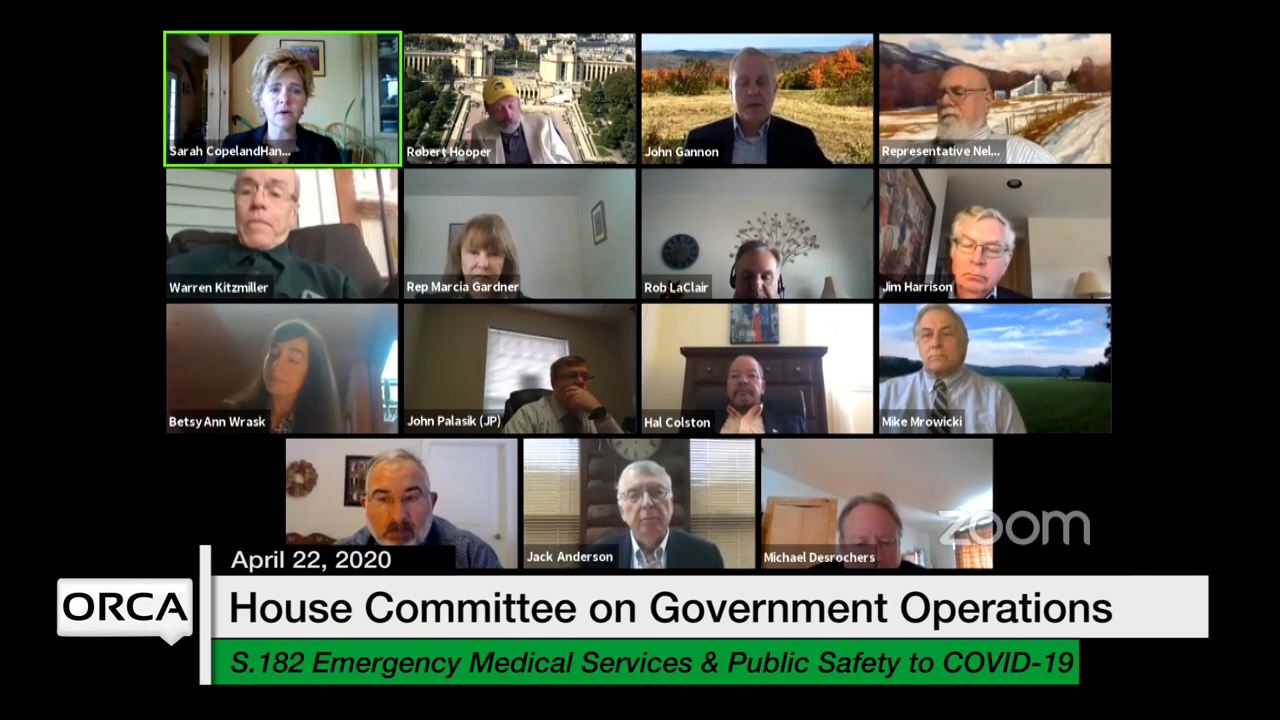 Sarah CopelandHan...
Robert Hooper
John Gannon
Representative Nel...
Warren Kitzmiller
Rep Marcia Gardner
Rob LaClair
Jim Harrison
Betsy Ann Wrask
John Palasik (JP)
Hal Colston
Mike Mrowicki
Jack Anderson
Michael Desrochers
zoom
April 22, 2020
ORCA
House Committee on Government Operations
S.182 Emergency Medical Services & Public Safety to COVID-19